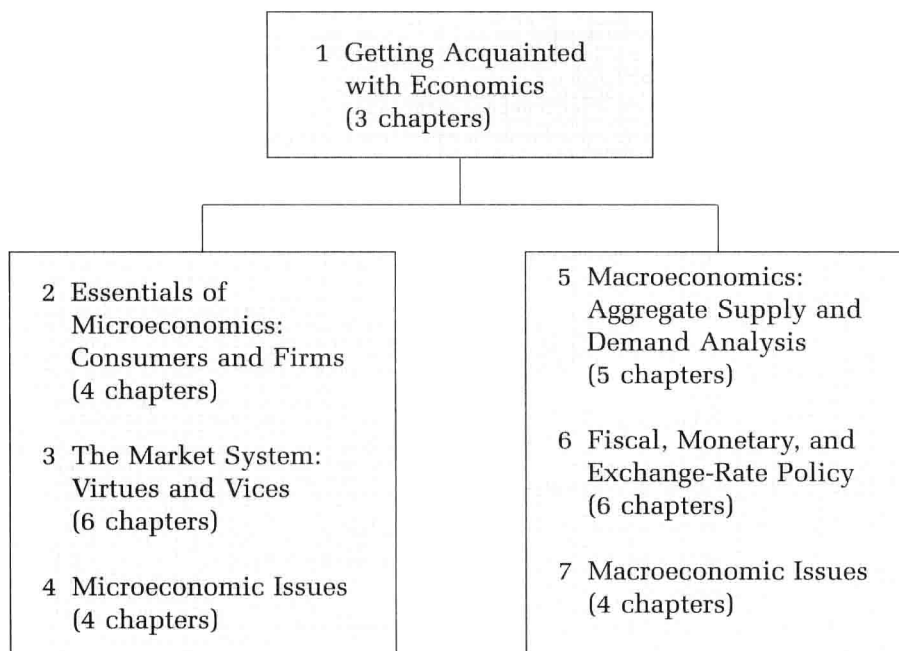 1 Getting Acquainted
with Economics
(3 chapters)
2 Essentials of
Microeconomics:
Consumers and Firms
(4 chapters)
3 The Market System:
Virtues and Vices
(6 chapters)
4 Microeconomic Issues
(4 chapters)
5 Macroeconomics:
Aggregate Supply and
Demand Analysis
(5 chapters)
6 Fiscal, Monetary, and
Exchange-Rate Policy
(6 chapters)
7 Macroeconomic Issues
(4 chapters)